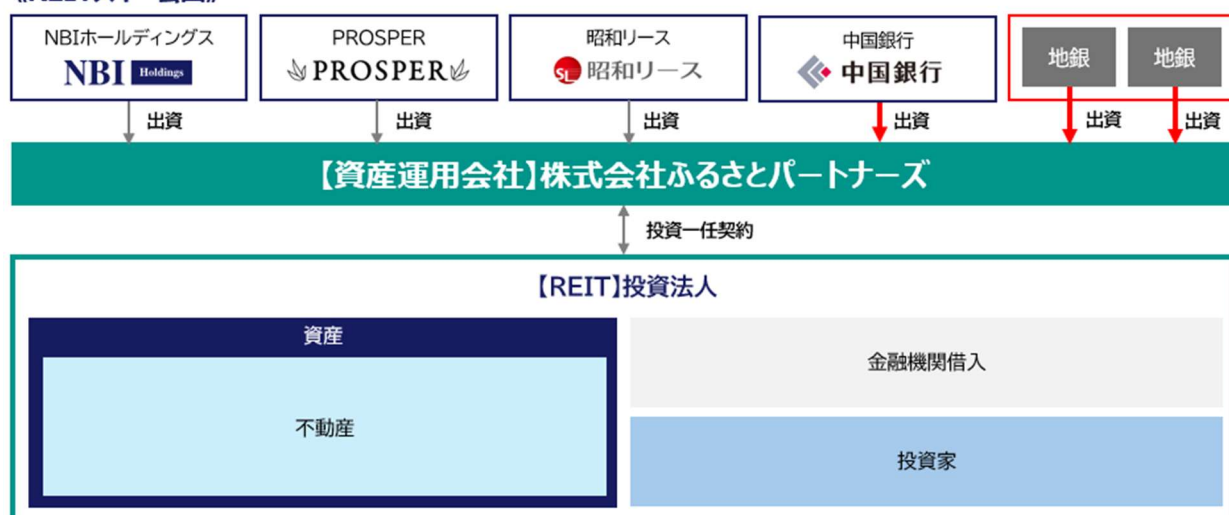 NBIホールディングス
NBI Holdings
PROSPER
PROSPER
昭和リース
SL 昭和リース
中国銀行
中国銀行
地銀
地銀
出資
出資
出資
出資
出資
出資
【資産運用会社】株式会社ふるさとパートナーズ
投資一任契約
【REIT】投資法人
資産
不動産
金融機関借入
投資家